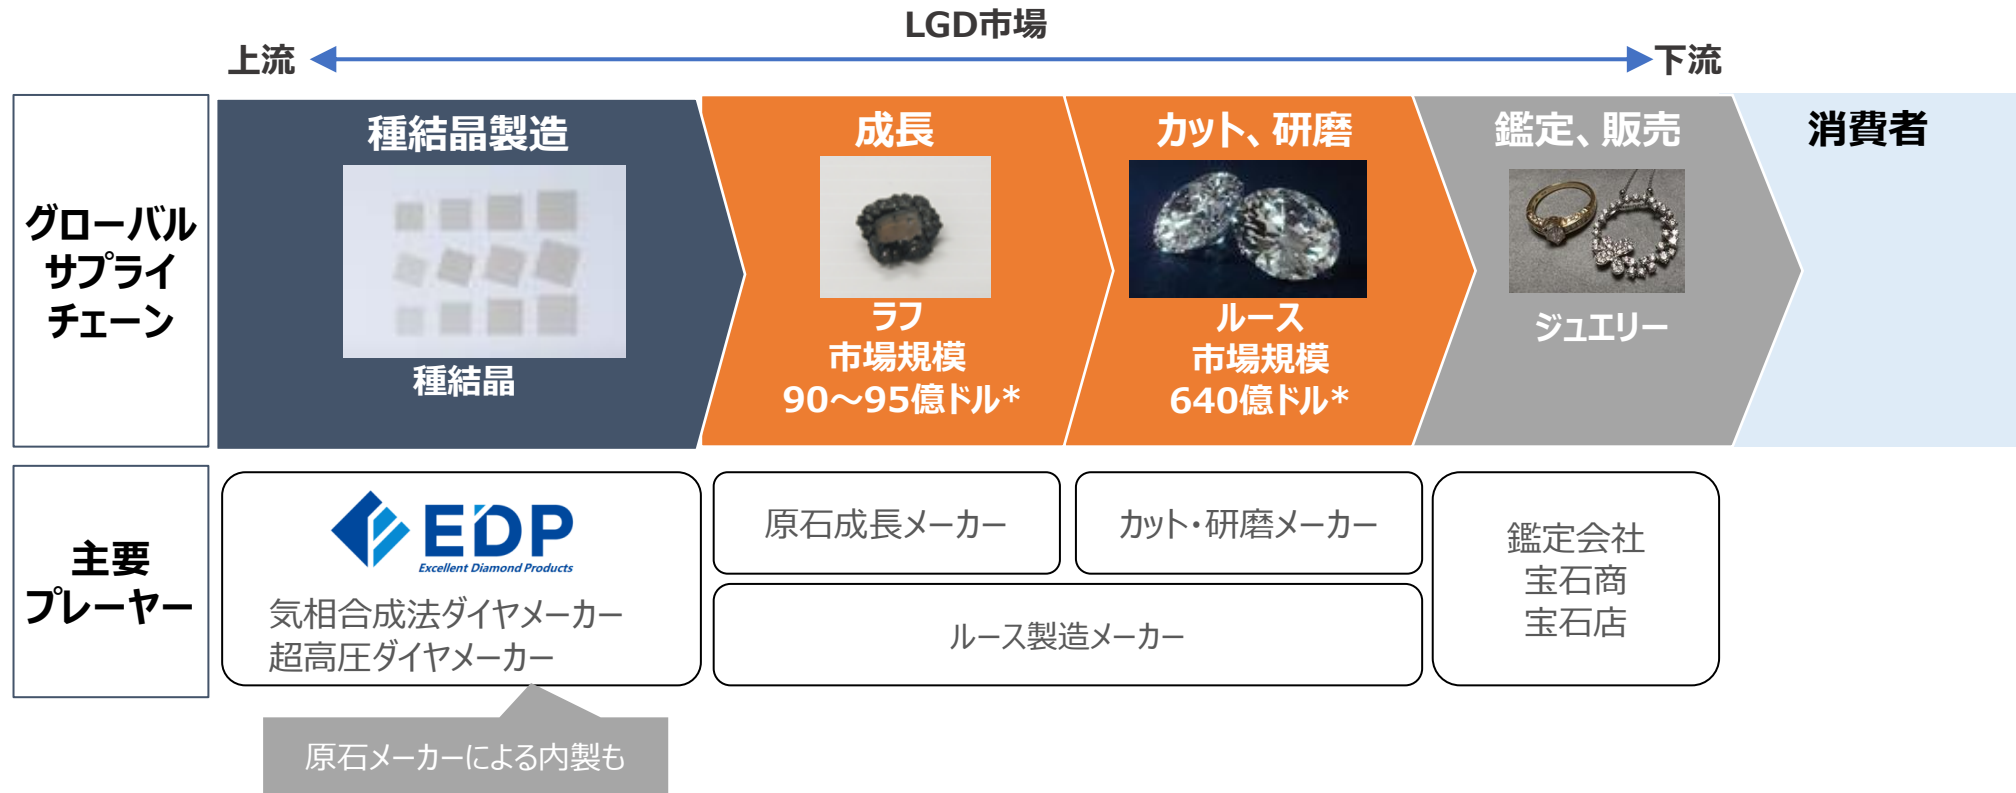 LGD市場
上流
下流
グローバル
サプライ
チェーン
種結晶製造
種結晶
成長
ラフ
市場規模
90～95億ドル*
カット、研磨
ルース
市場規模
640億ドル*
鑑定、販売
ジュエリー
消費者
主要
プレーヤー
EDP
Excellent Diamond Products
気相合成法ダイヤメーカー
超高圧ダイヤメーカー
原石成長メーカー
カット・研磨メーカー
ルース製造メーカー
鑑定会社
宝石商
宝石店
原石メーカーによる内製も